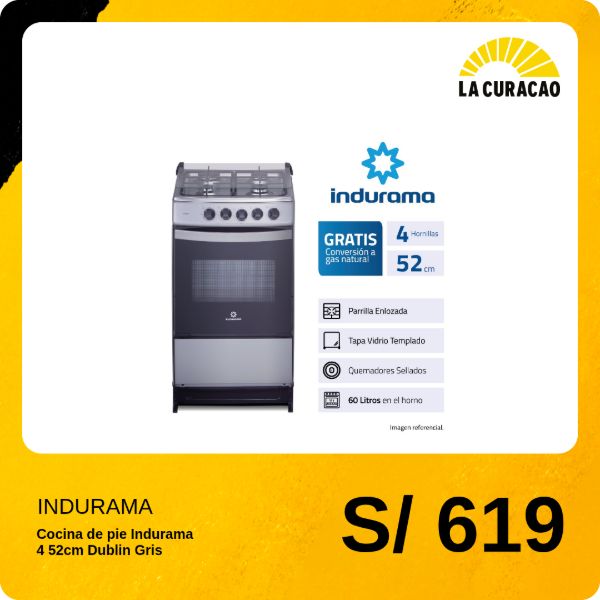 LA CURACAO
indurama
GRATIS
Conversión a
gas natural
4 Hornillas
52 cm
INDURAMA
Parrilla Enlozada
Tapa Vidrio Templado
Quemadores Sellados
60 Litros en el horno
Imagen referencial.
INDURAMA
Cocina de pie Indurama
4 52cm Dublin Gris
S/ 619